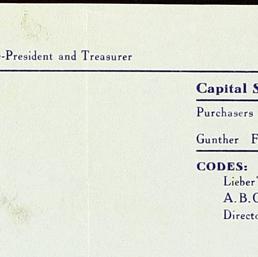 -President and Treasurer
Capital S
Purchasers
Gunther F
CODES:
Lieber'
A.B.C
Directo